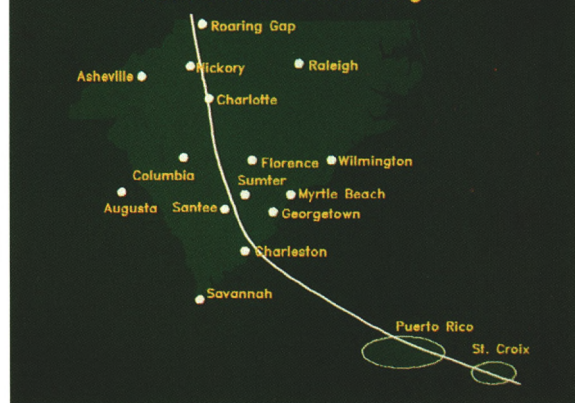 Roaring Gap
Hickory
Raleigh
Asheville
Charlotte
Florence
Wilmington
Columbia
Sumter
Myrtle Beach
Augusta
Santee
Georgetown
Charleston
Savannah
Puerto Rico
St. Croix